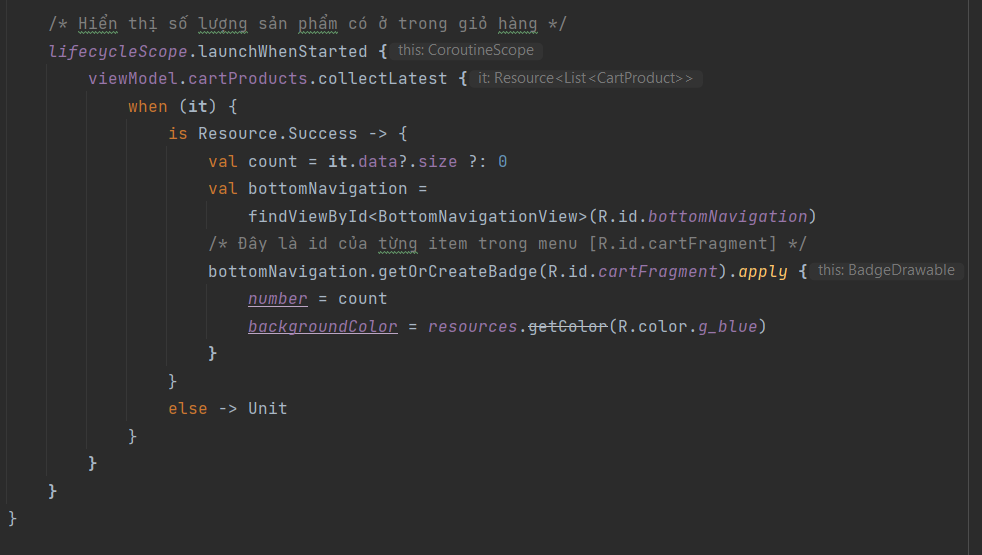 /* Hiển thị số lượng sản phẩm có ở trong giỏ hàng */
lifecycleScope.launchWhenStarted { this: CoroutineScope
viewModel.cartProducts.collectLatest { it: Resource<List<CartProduct>>
when (it) {
is Resource.Success -> {
val count = it.data?.size ?: 0
val bottomNavigation =
findViewById<BottomNavigationView>(R.id.bottomNavigation)
/* Đây là id của từng item trong menu [R.id.cartFragment] */
bottomNavigation.getOrCreateBadge(R.id.cartFragment).apply { this: BadgeDrawable
number = count
backgroundColor = resources.getColor(R.color.g_blue)
}
}
else -> Unit
}
}
}
}